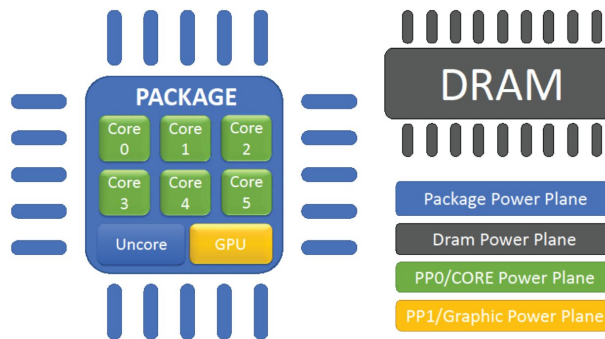 PACKAGE
Core
0
Core
1
Core
2
Core
3
Core
4
Core
5
Uncore
GPU
DRAM
Package Power Plane
Dram Power Plane
PP0/CORE Power Plane
PP1/Graphic Power Plane